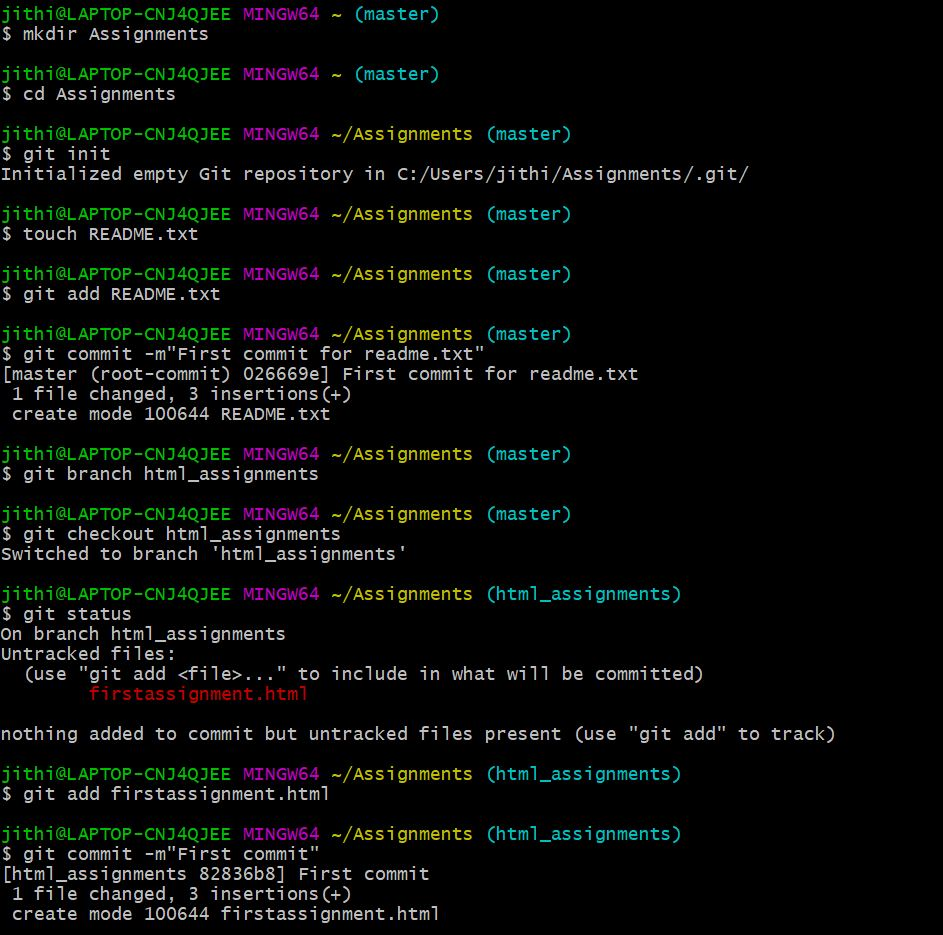 jithi@LAPTOP-CNJ4QJEE MINGW64 ~ (master)
$ mkdir Assignments
jithi@LAPTOP-CNJ4QJEE MINGW64 ~ (master)
$ cd Assignments
jithi@LAPTOP-CNJ4QJEE MINGW64 ~/Assignments (master)
$ git init
Initialized empty Git repository in C:/Users/jithi/Assignments/.git/
jithi@LAPTOP-CNJ4QJEE MINGW64 ~/Assignments (master)
$ touch README.txt
jithi@LAPTOP-CNJ4QJEE MINGW64 ~/Assignments (master)
$ git add README.txt
jithi@LAPTOP-CNJ4QJEE MINGW64 ~/Assignments (master)
$ git commit -m"First commit for readme.txt"
[master (root-commit) 026669e] First commit for readme.txt
 1 file changed, 3 insertions(+)
 create mode 100644 README.txt
jithi@LAPTOP-CNJ4QJEE MINGW64 ~/Assignments (master)
$ git branch html_assignments
jithi@LAPTOP-CNJ4QJEE MINGW64 ~/Assignments (master)
$ git checkout html_assignments
Switched to branch 'html_assignments'
jithi@LAPTOP-CNJ4QJEE MINGW64 ~/Assignments (html_assignments)
$ git status
On branch html_assignments
Untracked files:
  (use "git add <file>..." to include in what will be committed)
        firstassignment.html
nothing added to commit but untracked files present (use "git add" to track)
jithi@LAPTOP-CNJ4QJEE MINGW64 ~/Assignments (html_assignments)
$ git add firstassignment.html
jithi@LAPTOP-CNJ4QJEE MINGW64 ~/Assignments (html_assignments)
$ git commit -m"First commit"
[html_assignments 82836b8] First commit
 1 file changed, 3 insertions(+)
 create mode 100644 firstassignment.html